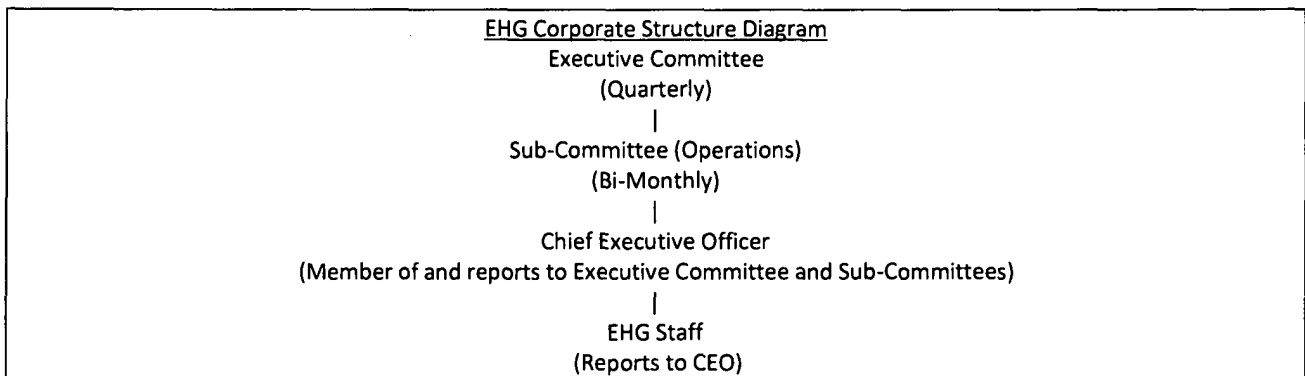 EHG Corporate Structure Diagram
Executive Committee
(Quarterly)
|
Sub-Committee (Operations)
(Bi-Monthly)
|
Chief Executive Officer
(Member of and reports to Executive Committee and Sub-Committees)
|
EHG Staff
(Reports to CEO)